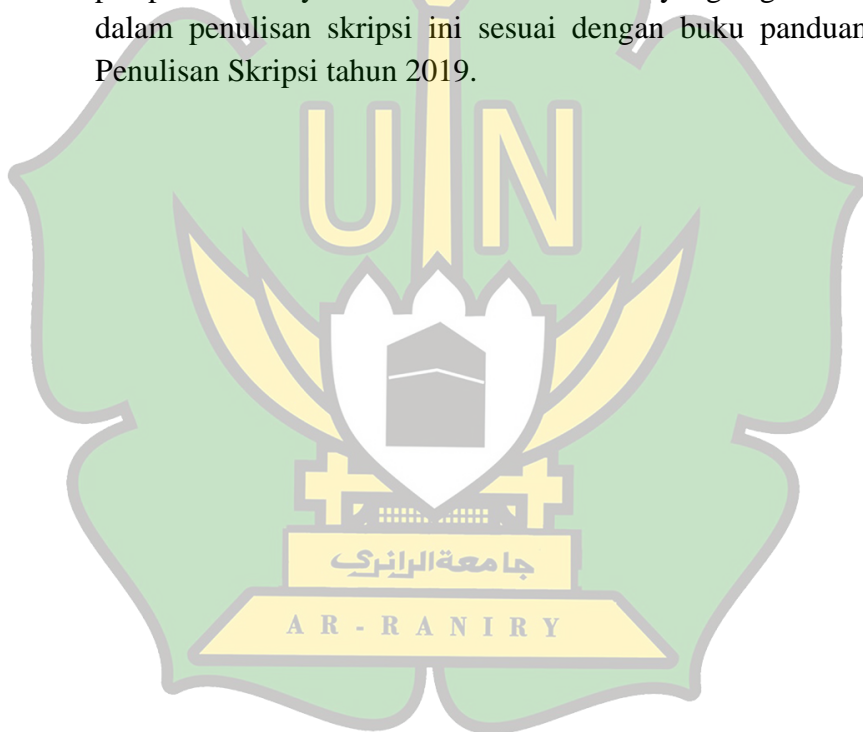 dalam penulisan skripsi ini sesuai dengan buku panduan
Penulisan Skripsi tahun 2019.
UIN
جامعةالرانري
AR-RANIRY